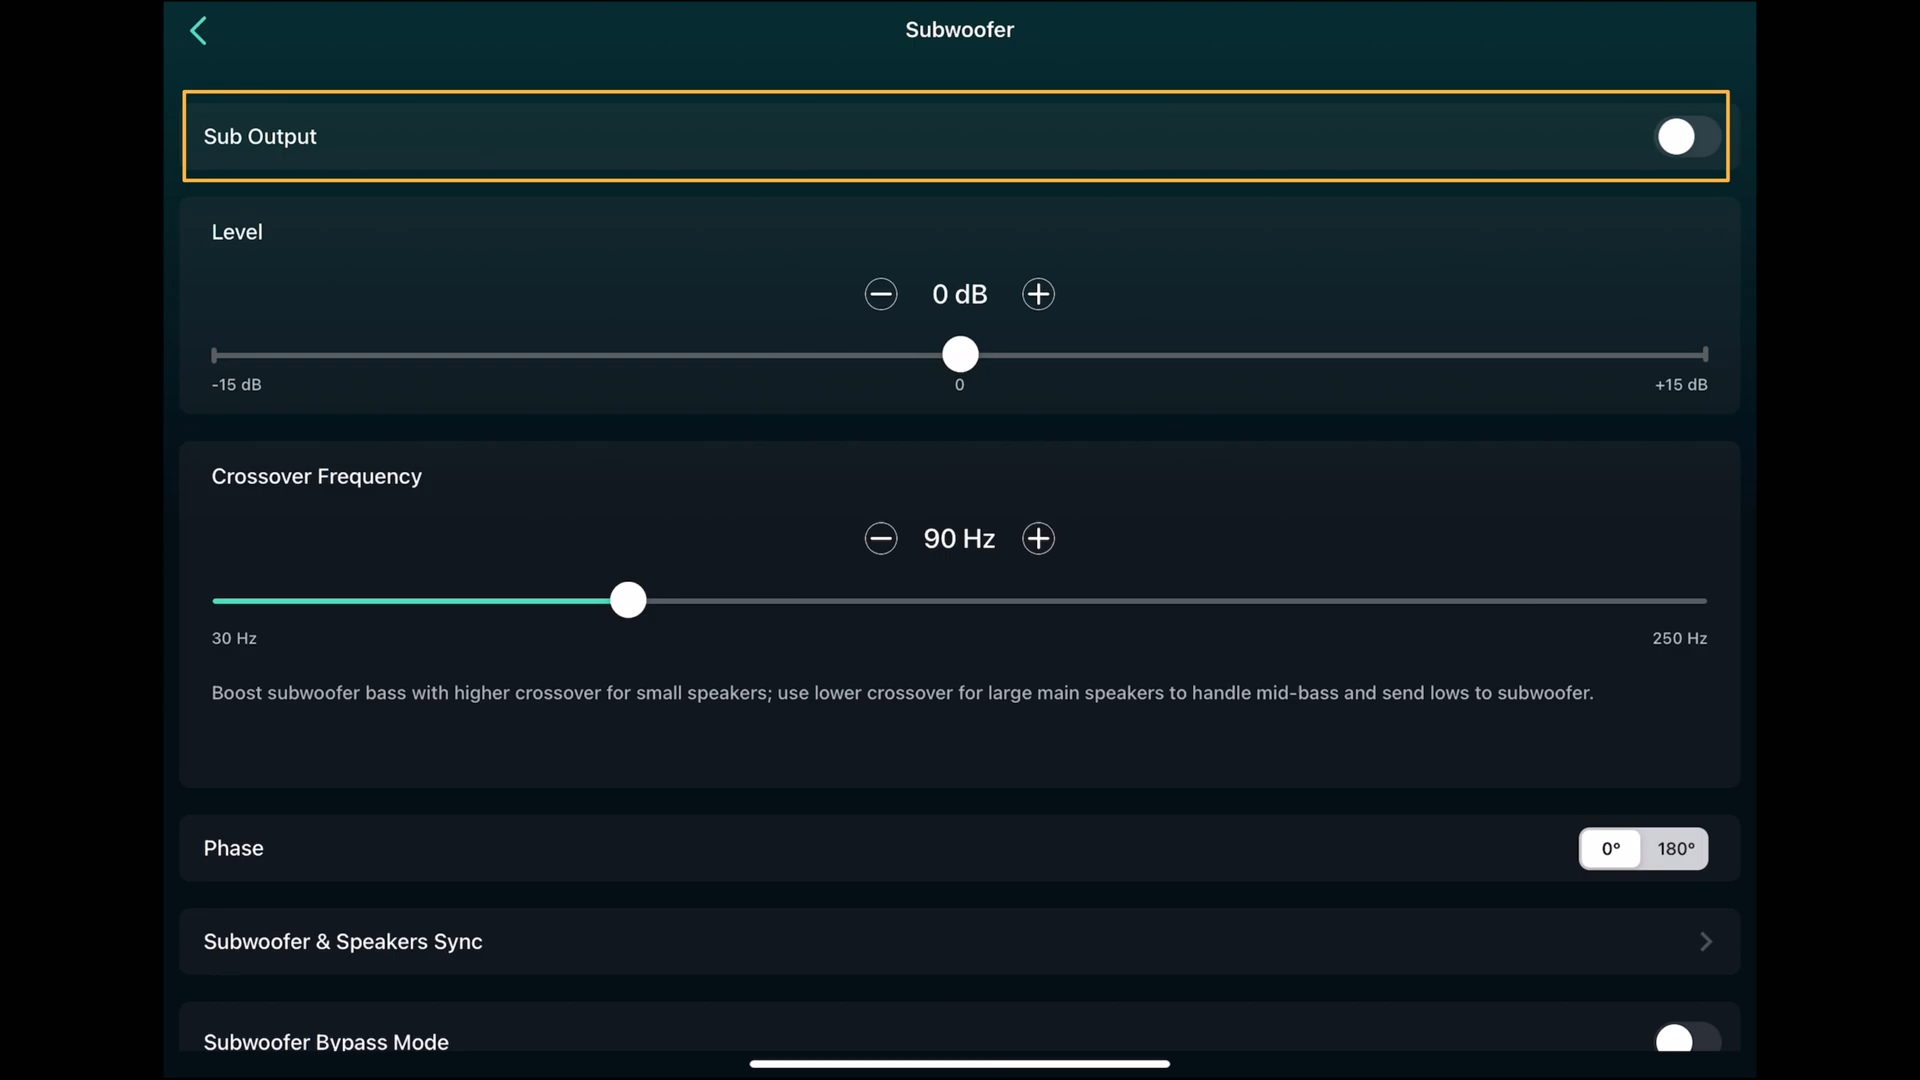 Subwoofer
Sub Output
Level
0 dB
-15 dB
0
+15 dB
Crossover Frequency
90 Hz
30 Hz
250 Hz
Boost subwoofer bass with higher crossover for small speakers; use lower crossover for large main speakers to handle mid-bass and send lows to subwoofer.
Phase
0°
180°
Subwoofer & Speakers Sync
Subwoofer Bypass Mode